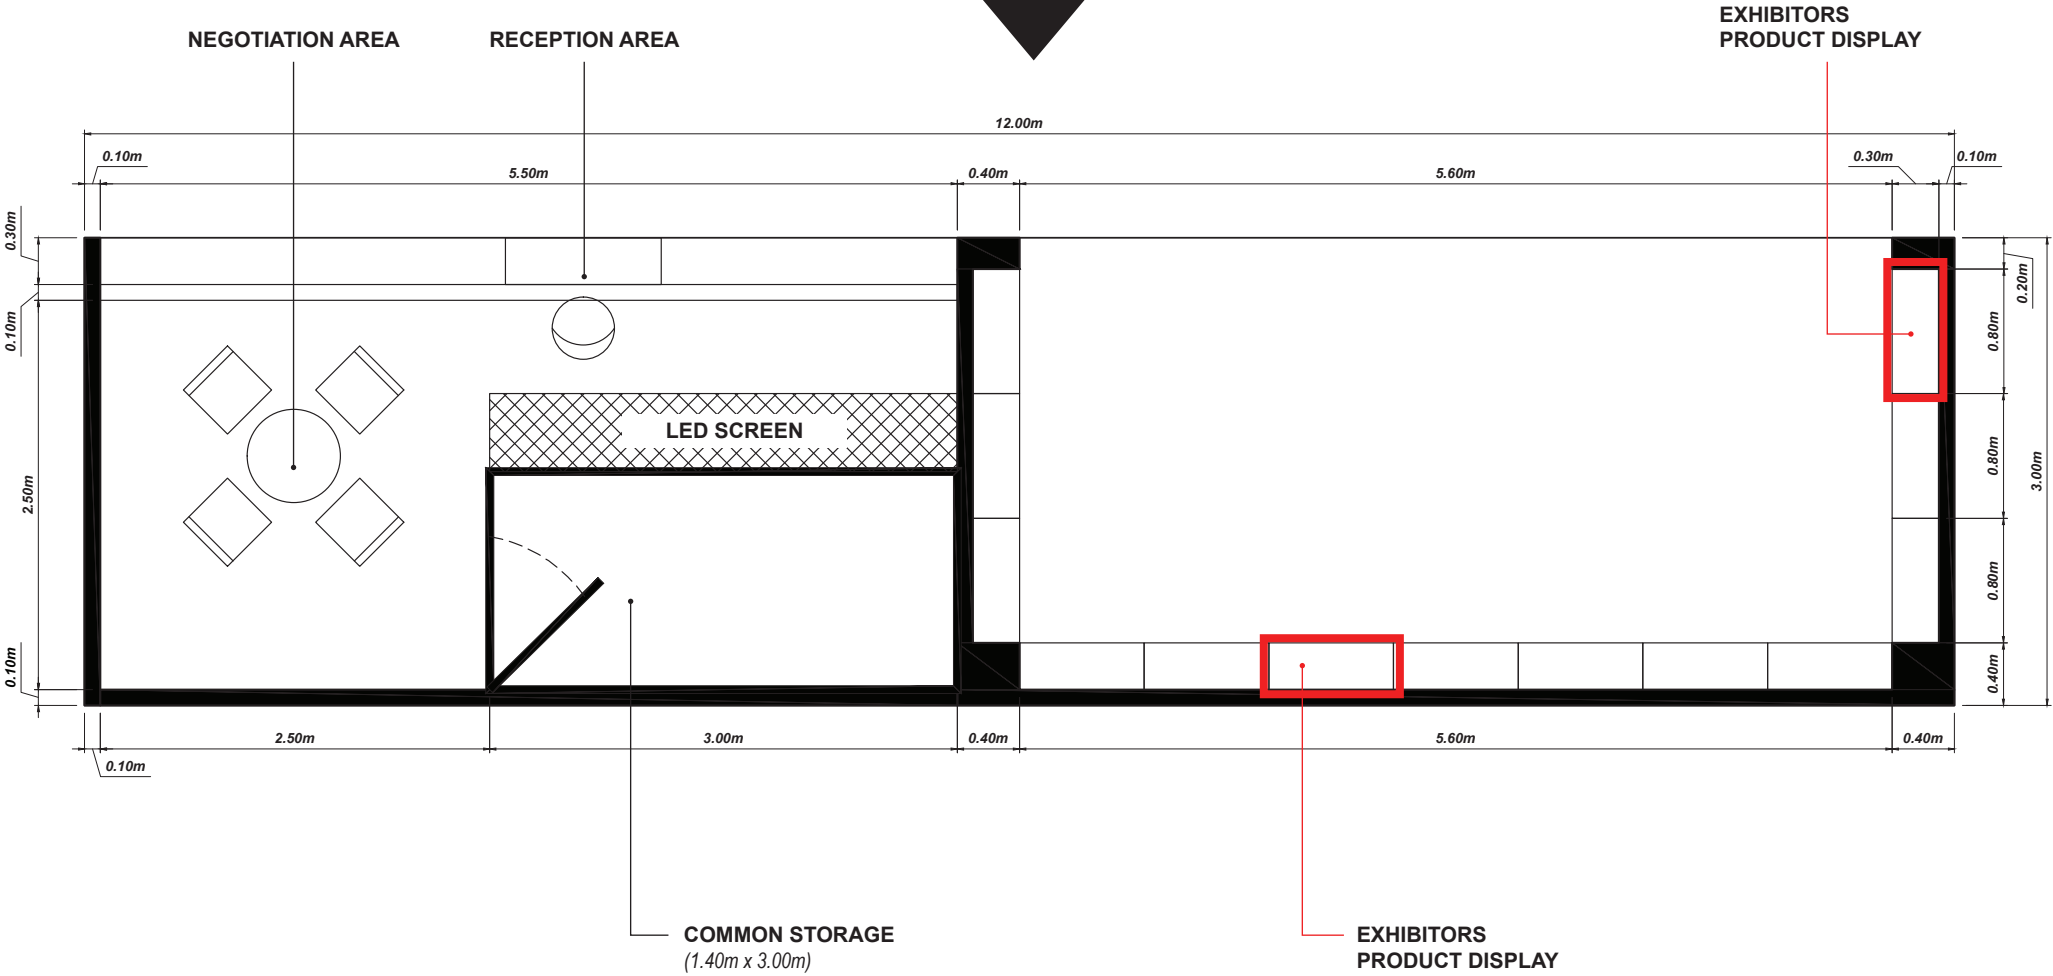 EXHIBITORS
PRODUCT DISPLAY
NEGOTIATION AREA
RECEPTION AREA
12.00m
0.10m
5.50m
0.40m
5.60m
0.30m
0.10m
0.30m
0.10m
2.50m
0.10m
LED SCREEN
0.20m
0.80m
0.80m
0.80m
0.40m
3.00m
2.50m
3.00m
0.40m
5.60m
0.40m
0.10m
COMMON STORAGE
(1.40m x 3.00m)
EXHIBITORS
PRODUCT DISPLAY